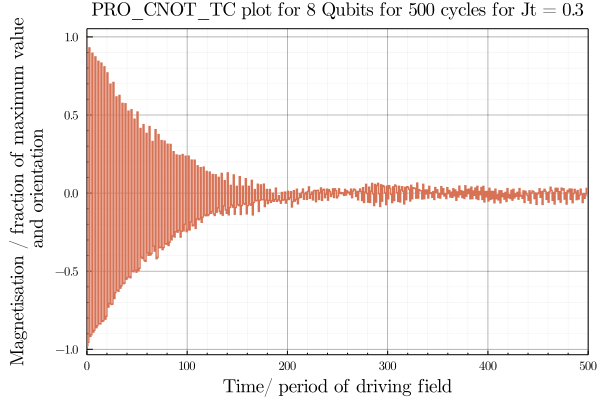 PRO_CNOT_TC plot for 8 Qubits for 500 cycles for Jt = 0.3
Magnetisation / fraction of maximum value
and orientation
1.0
0.5
0.0
−0.5
−1.0
0
100
200
300
400
500
Time/ period of driving field